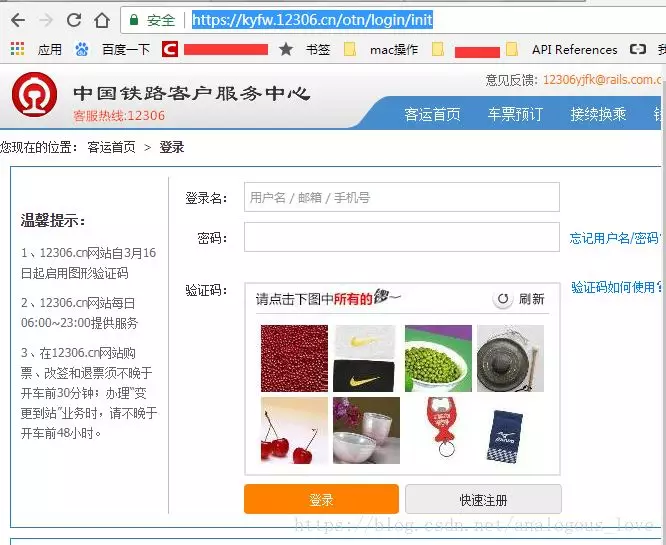 安全 | https://kyfw.12306.cn/otn/login/init
应用 百度一下 书签 mac操作 API References
中国铁路客户服务中心
客服热线:12306
意见反馈: 12306yjfk@rails.com.c
客运首页 车票预订 接续换乘
您现在的位置： 客运首页 > 登录
温馨提示：
1、12306.cn网站自3月16
日起启用图形验证码
2、12306.cn网站每日
06:00~23:00提供服务
3、在12306.cn网站购
票、改签和退票须不晚于
开车前30分钟；办理“变
更到站”业务时，请不晚于
开车前48小时。
登录名： 用户名 / 邮箱 / 手机号
密码： 忘记用户名/密码?
验证码： 验证码如何使用?
请点击下图中所有的锣 刷新
登录 快速注册
https://blog.csdn.net/analogous_love